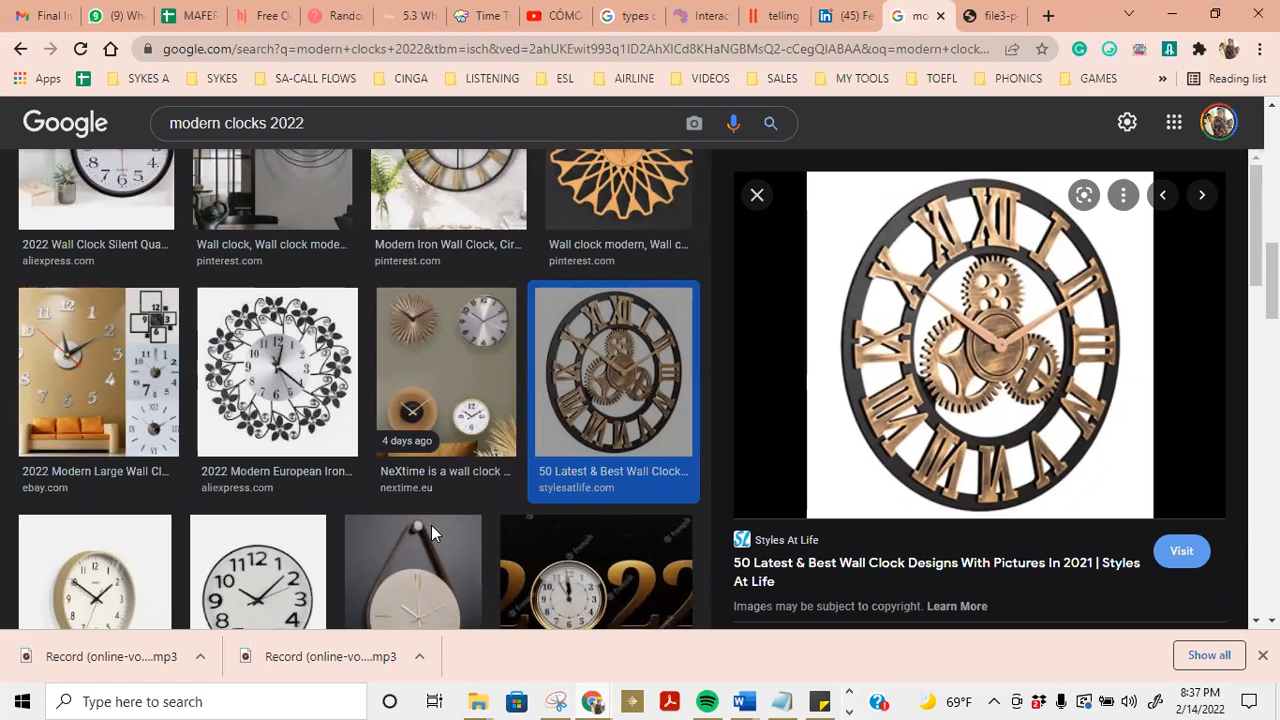 Final
(9) Wh
MAFER
Free O
Rando
5.3 Wh
Time T
CÓMO
types c
Interac
telling
(45) Fe
mo
file3-p
google.com/search?q=modern+clocks+2022&tbm=isch&ved=2ahUKEwit993q1ID2AhXICd8KHaNGBMsQ2-cCegQIABAA&oq=modern+clock...
Apps
SYKES A
SYKES
SA-CALL FLOWS
CINGA
LISTENING
ESL
AIRLINE
VIDEOS
SALES
MY TOOLS
TOEFL
PHONICS
GAMES
»
Reading list
Google
modern clocks 2022
2022 Wall Clock Silent Qua...
aliexpress.com
Wall clock, Wall clock mode...
pinterest.com
Modern Iron Wall Clock, Cir...
pinterest.com
Wall clock modern, Wall c...
pinterest.com
4 days ago
2022 Modern Large Wall Cl...
ebay.com
2022 Modern European Iron...
aliexpress.com
NeXtime is a wall clock ...
nextime.eu
50 Latest & Best Wall Clock...
stylesatlife.com
XII
I
II
III
Styles At Life
50 Latest & Best Wall Clock Designs With Pictures In 2021 | Styles
At Life
Visit
Images may be subject to copyright. Learn More
Record (online-vo....mp3
Record (online-vo....mp3
Show all
Type here to search
69°F
8:37 PM
2/14/2022